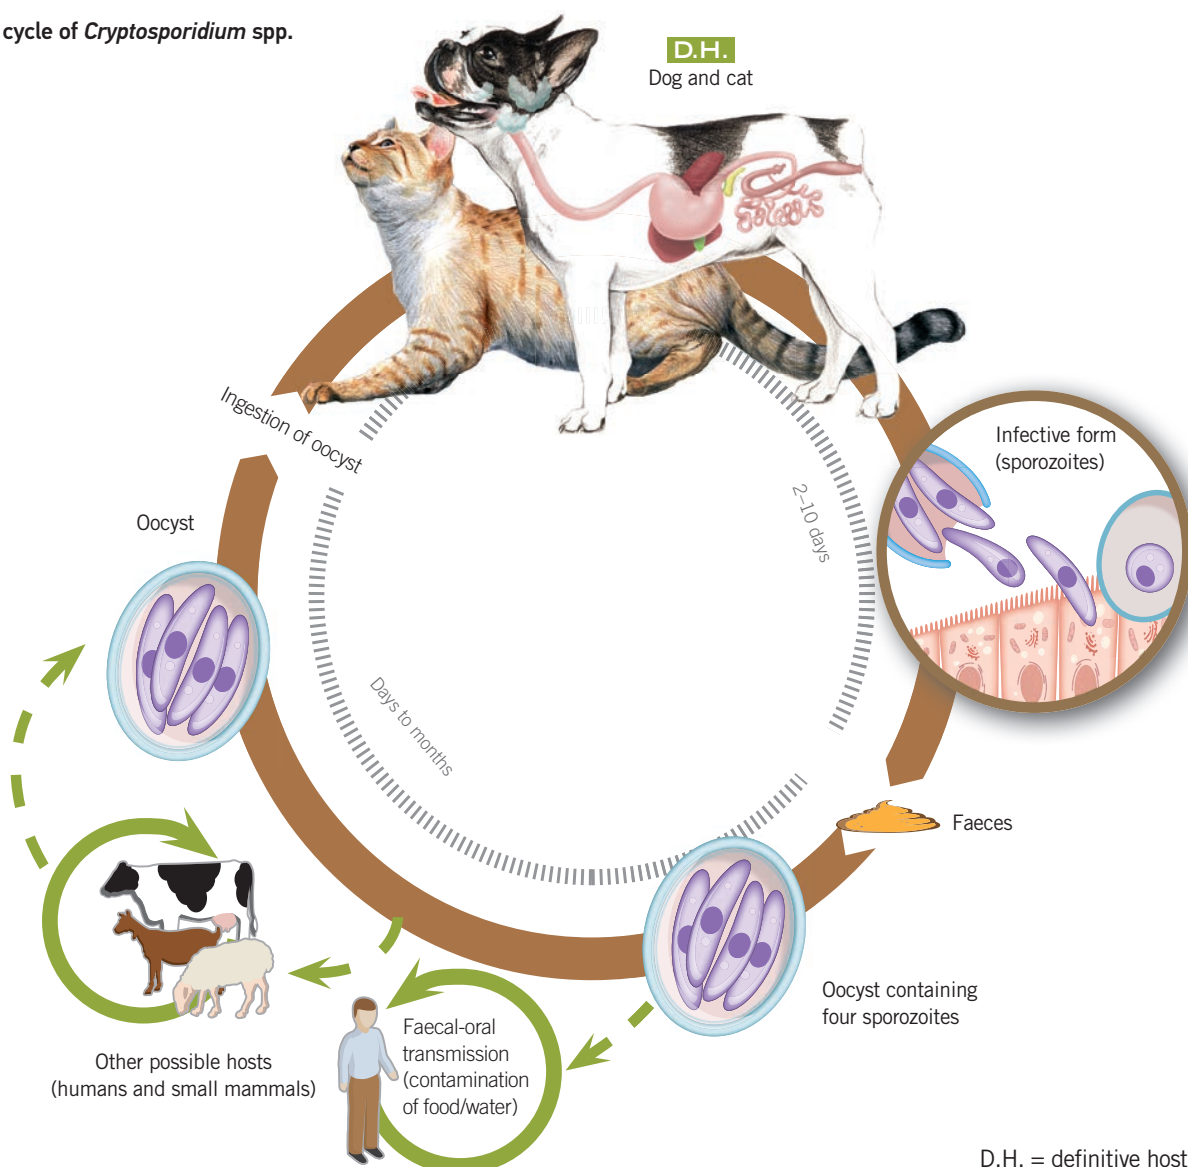 cycle of Cryptosporidium spp.
D.H.
Dog and cat
Ingestion of oocyst
Infective form
(sporozoites)
2–10 days
Oocyst
Days to months
Faeces
Oocyst containing
four sporozoites
Faecal-oral
transmission
(contamination
of food/water)
Other possible hosts
(humans and small mammals)
D.H. = definitive host